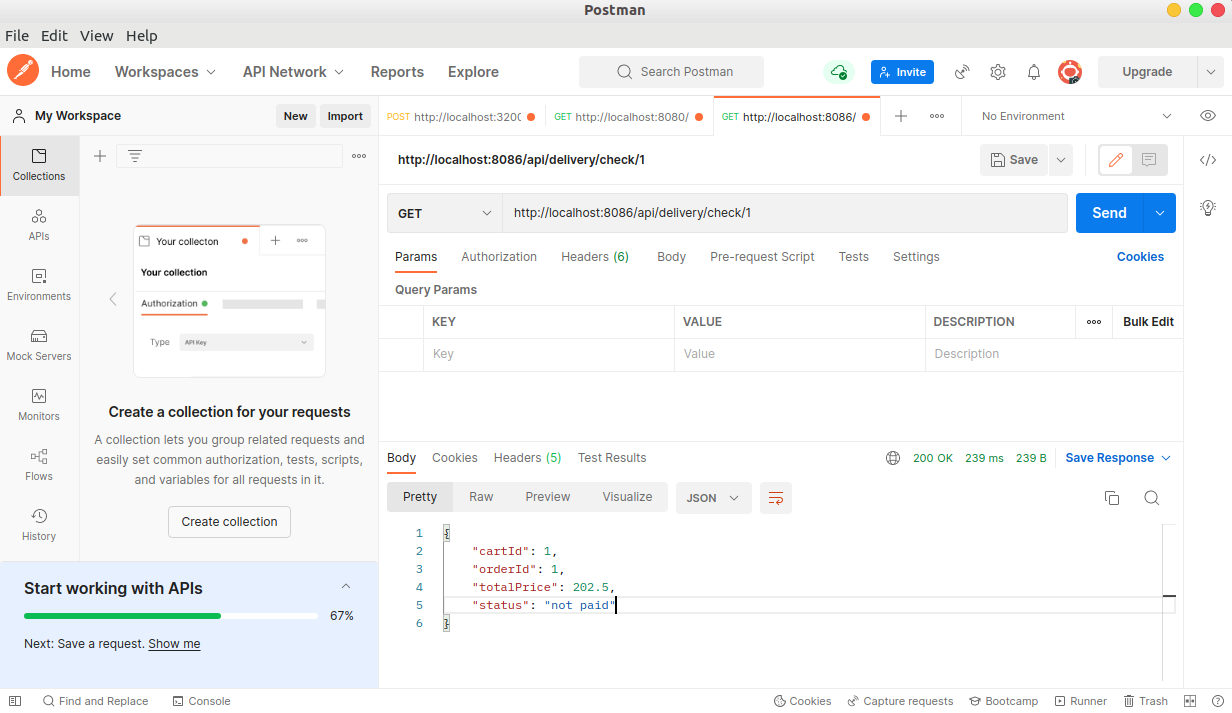 Postman
File Edit View Help
Home Workspaces API Network Reports Explore Search Postman Invite Upgrade
My Workspace New Import
POST http://localhost:3200 GET http://localhost:8080/ GET http://localhost:8086/ No Environment
Collections
APIs
Environments
Mock Servers
Monitors
Flows
History
Your collecton
Your collection
Authorization
Type API Key
Create a collection for your requests
A collection lets you group related requests and
easily set common authorization, tests, scripts,
and variables for all requests in it.
Create collection
Start working with APIs
67%
Next: Save a request. Show me
http://localhost:8086/api/delivery/check/1 Save
GET http://localhost:8086/api/delivery/check/1 Send
Params Authorization Headers (6) Body Pre-request Script Tests Settings Cookies
Query Params
KEY VALUE DESCRIPTION Bulk Edit
Key Value Description
Body Cookies Headers (5) Test Results 200 OK 239 ms 239 B Save Response
Pretty Raw Preview Visualize JSON
1 {
2 "cartId": 1,
3 "orderId": 1,
4 "totalPrice": 202.5,
5 "status": "not paid"
6 }
Find and Replace Console Cookies Capture requests Bootcamp Runner Trash